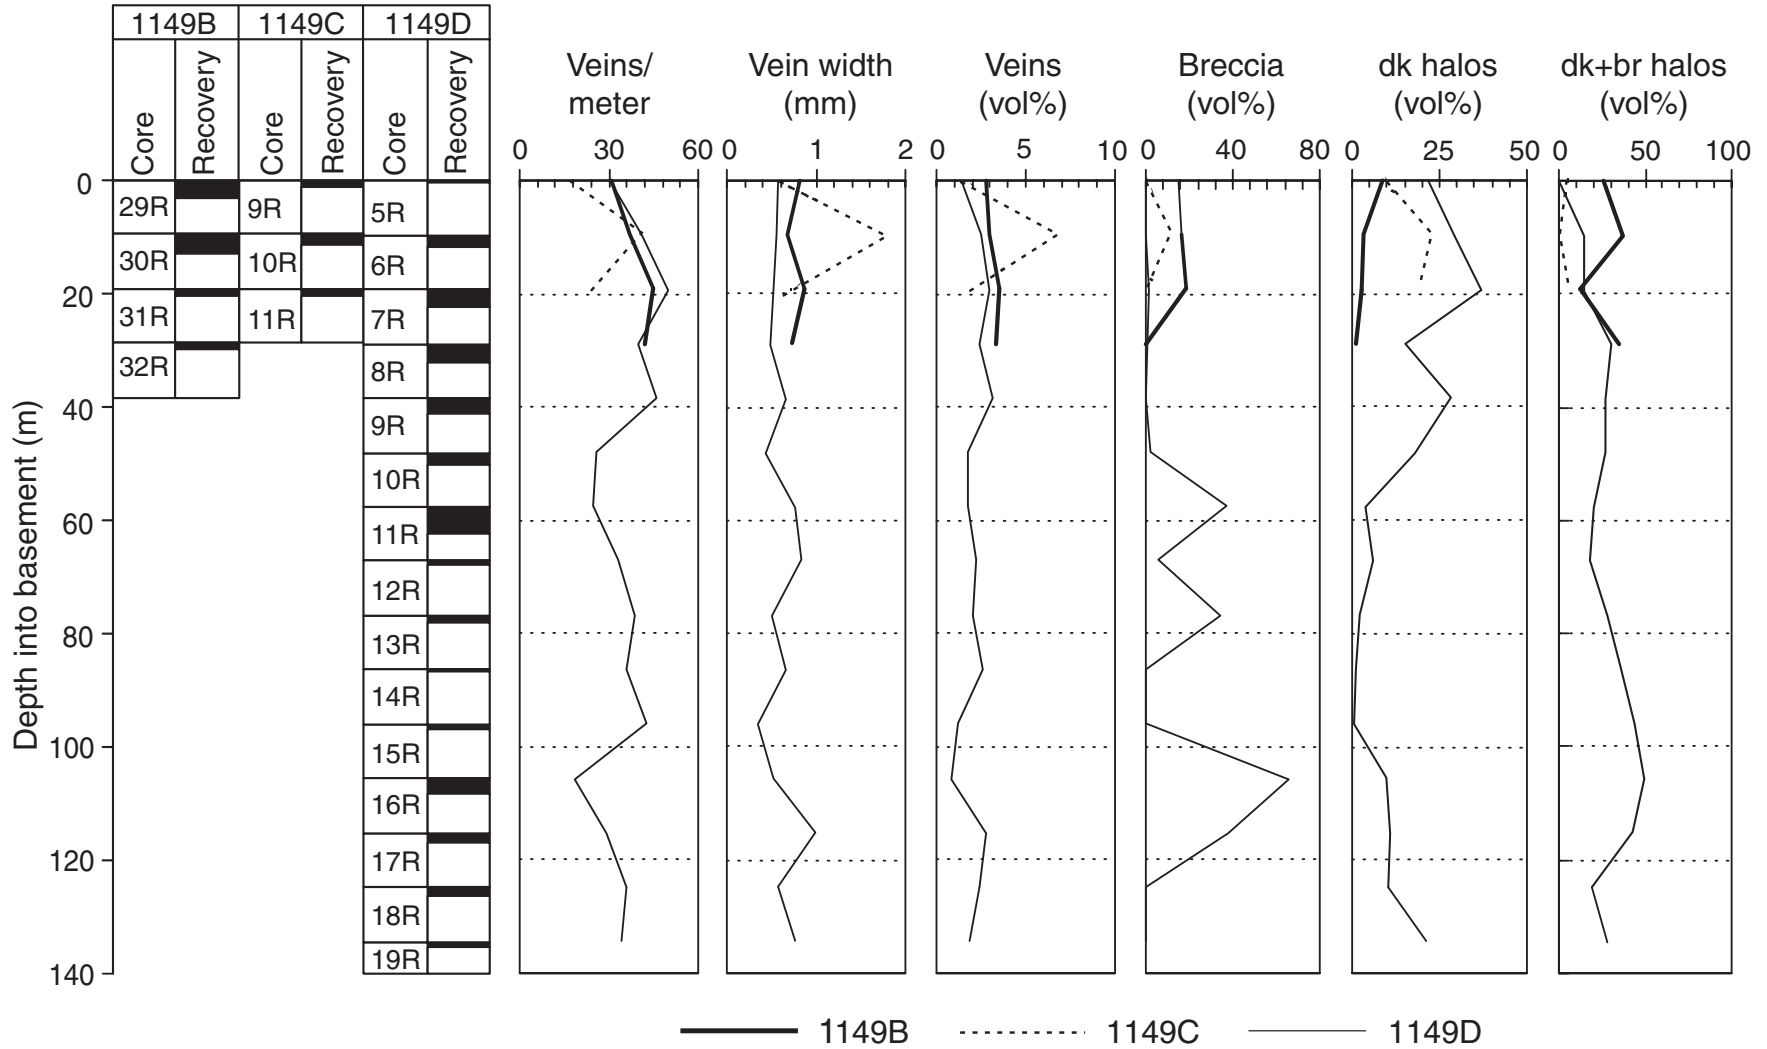 1149B 1149C 1149D
Core Recovery Core Recovery Core Recovery
Veins/
meter
Vein width
(mm)
Veins
(vol%)
Breccia
(vol%)
dk halos
(vol%)
dk+br halos
(vol%)
0 30 60 0 1 2 0 5 10 0 40 80 0 25 50 0 50 100
Depth into basement (m)
0
20
40
60
80
100
120
140
29R
30R
31R
32R
9R
10R
11R
5R
6R
7R
8R
9R
10R
11R
12R
13R
14R
15R
16R
17R
18R
19R
1149B 1149C 1149D